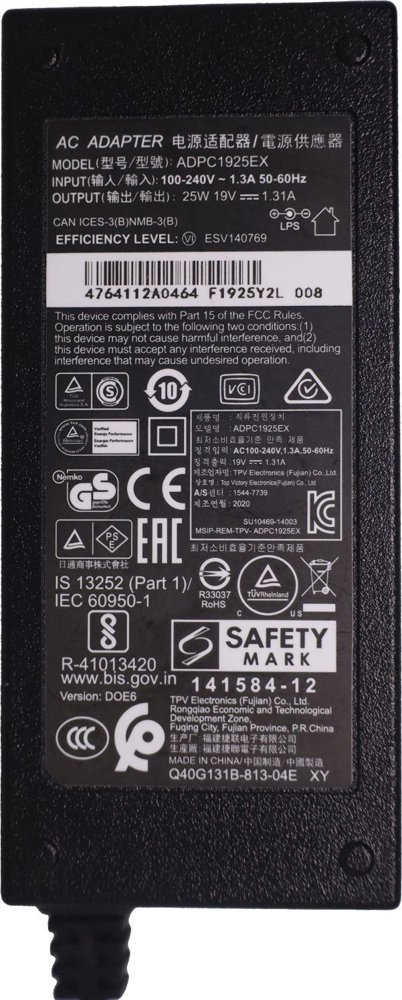 AC ADAPTER 电源适配器/電源供應器
MODEL(型号/型號): ADPC1925EX
INPUT(输人/輸入): 100-240V ~ 1.3A 50-60Hz
OUTPUT(输出/輸出): 25W 19V 1.31A
LPS
CAN ICES-3(B)NMB-3(B)
EFFICIENCY LEVEL: VI ESV140769
4764112A0464 F1925Y2L 008
This device complies with Part 15 of the FCC Rules.
Operation is subject to the following two conditions:(1)
this device may not cause harmful interference, and(2)
this device must accept any interference received, including
interference that may cause undesired operation.
TÜV
Rheinland
Argentina S.A.
S
10
VCI
www.tuv.com
TÜVRheinland
Verified
Energy Performance
Energie-Performance
Verifiér
제품명 : 직류전원장치
모델명 : ADPC1925EX
최저소비효율기준 만족 제품
정격입력: AC100-240V,1.3A,50-60Hz
정격출력 :19V 1.31A
제조업자명: TPV Electronics (Fujian) Co.,Ltd.
상호명 : Top Victory Electronics(Fujian) Co., Ltd.
A/S센터 : 1544-7739
제조연월 : 2020
SU10469-14003
MSIP-REM-TPV- ADPC1925EX
최저소비효율기준만족제품
Nemko
GS
geprüfte
Sicherheit
CE
PS
E
EAC
日通商事株式會社
IS 13252 (Part 1)/
IEC 60950-1
R33037
RoHS
TÜVRheinland
C US
R-41013420
www.bis.gov.in
SAFETY
MARK
141584-12
Version: DOE6
TPV Electronics (Fujian) Co., Ltd.
Rongqiao Economic and Technological
Development Zone,
Fuqing City, Fujian Province, P.R.China
生产厂: 福建捷联电子有限公司
生産廠: 福建捷聯電子有限公司
MADE IN CHINA/中国制造/中國製造
Q40G131B-813-04E XY
CCC